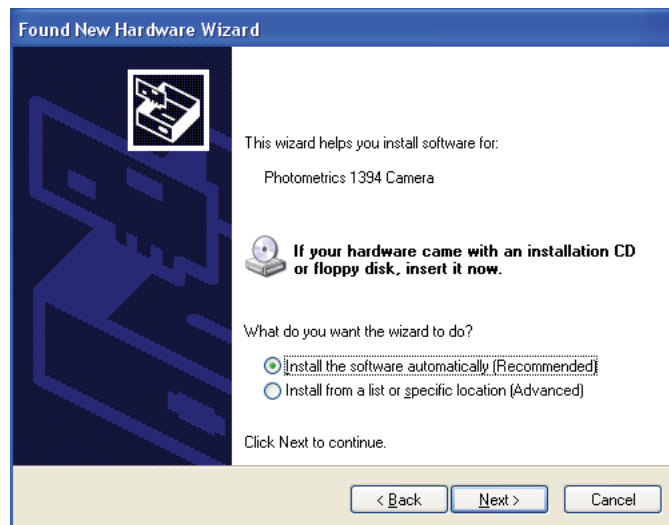 Found New Hardware Wizard
This wizard helps you install software for:
Photometrics 1394 Camera
If your hardware came with an installation CD
or floppy disk, insert it now.
What do you want the wizard to do?
Install the software automatically (Recommended)
Install from a list or specific location (Advanced)
Click Next to continue.
< Back Next > Cancel